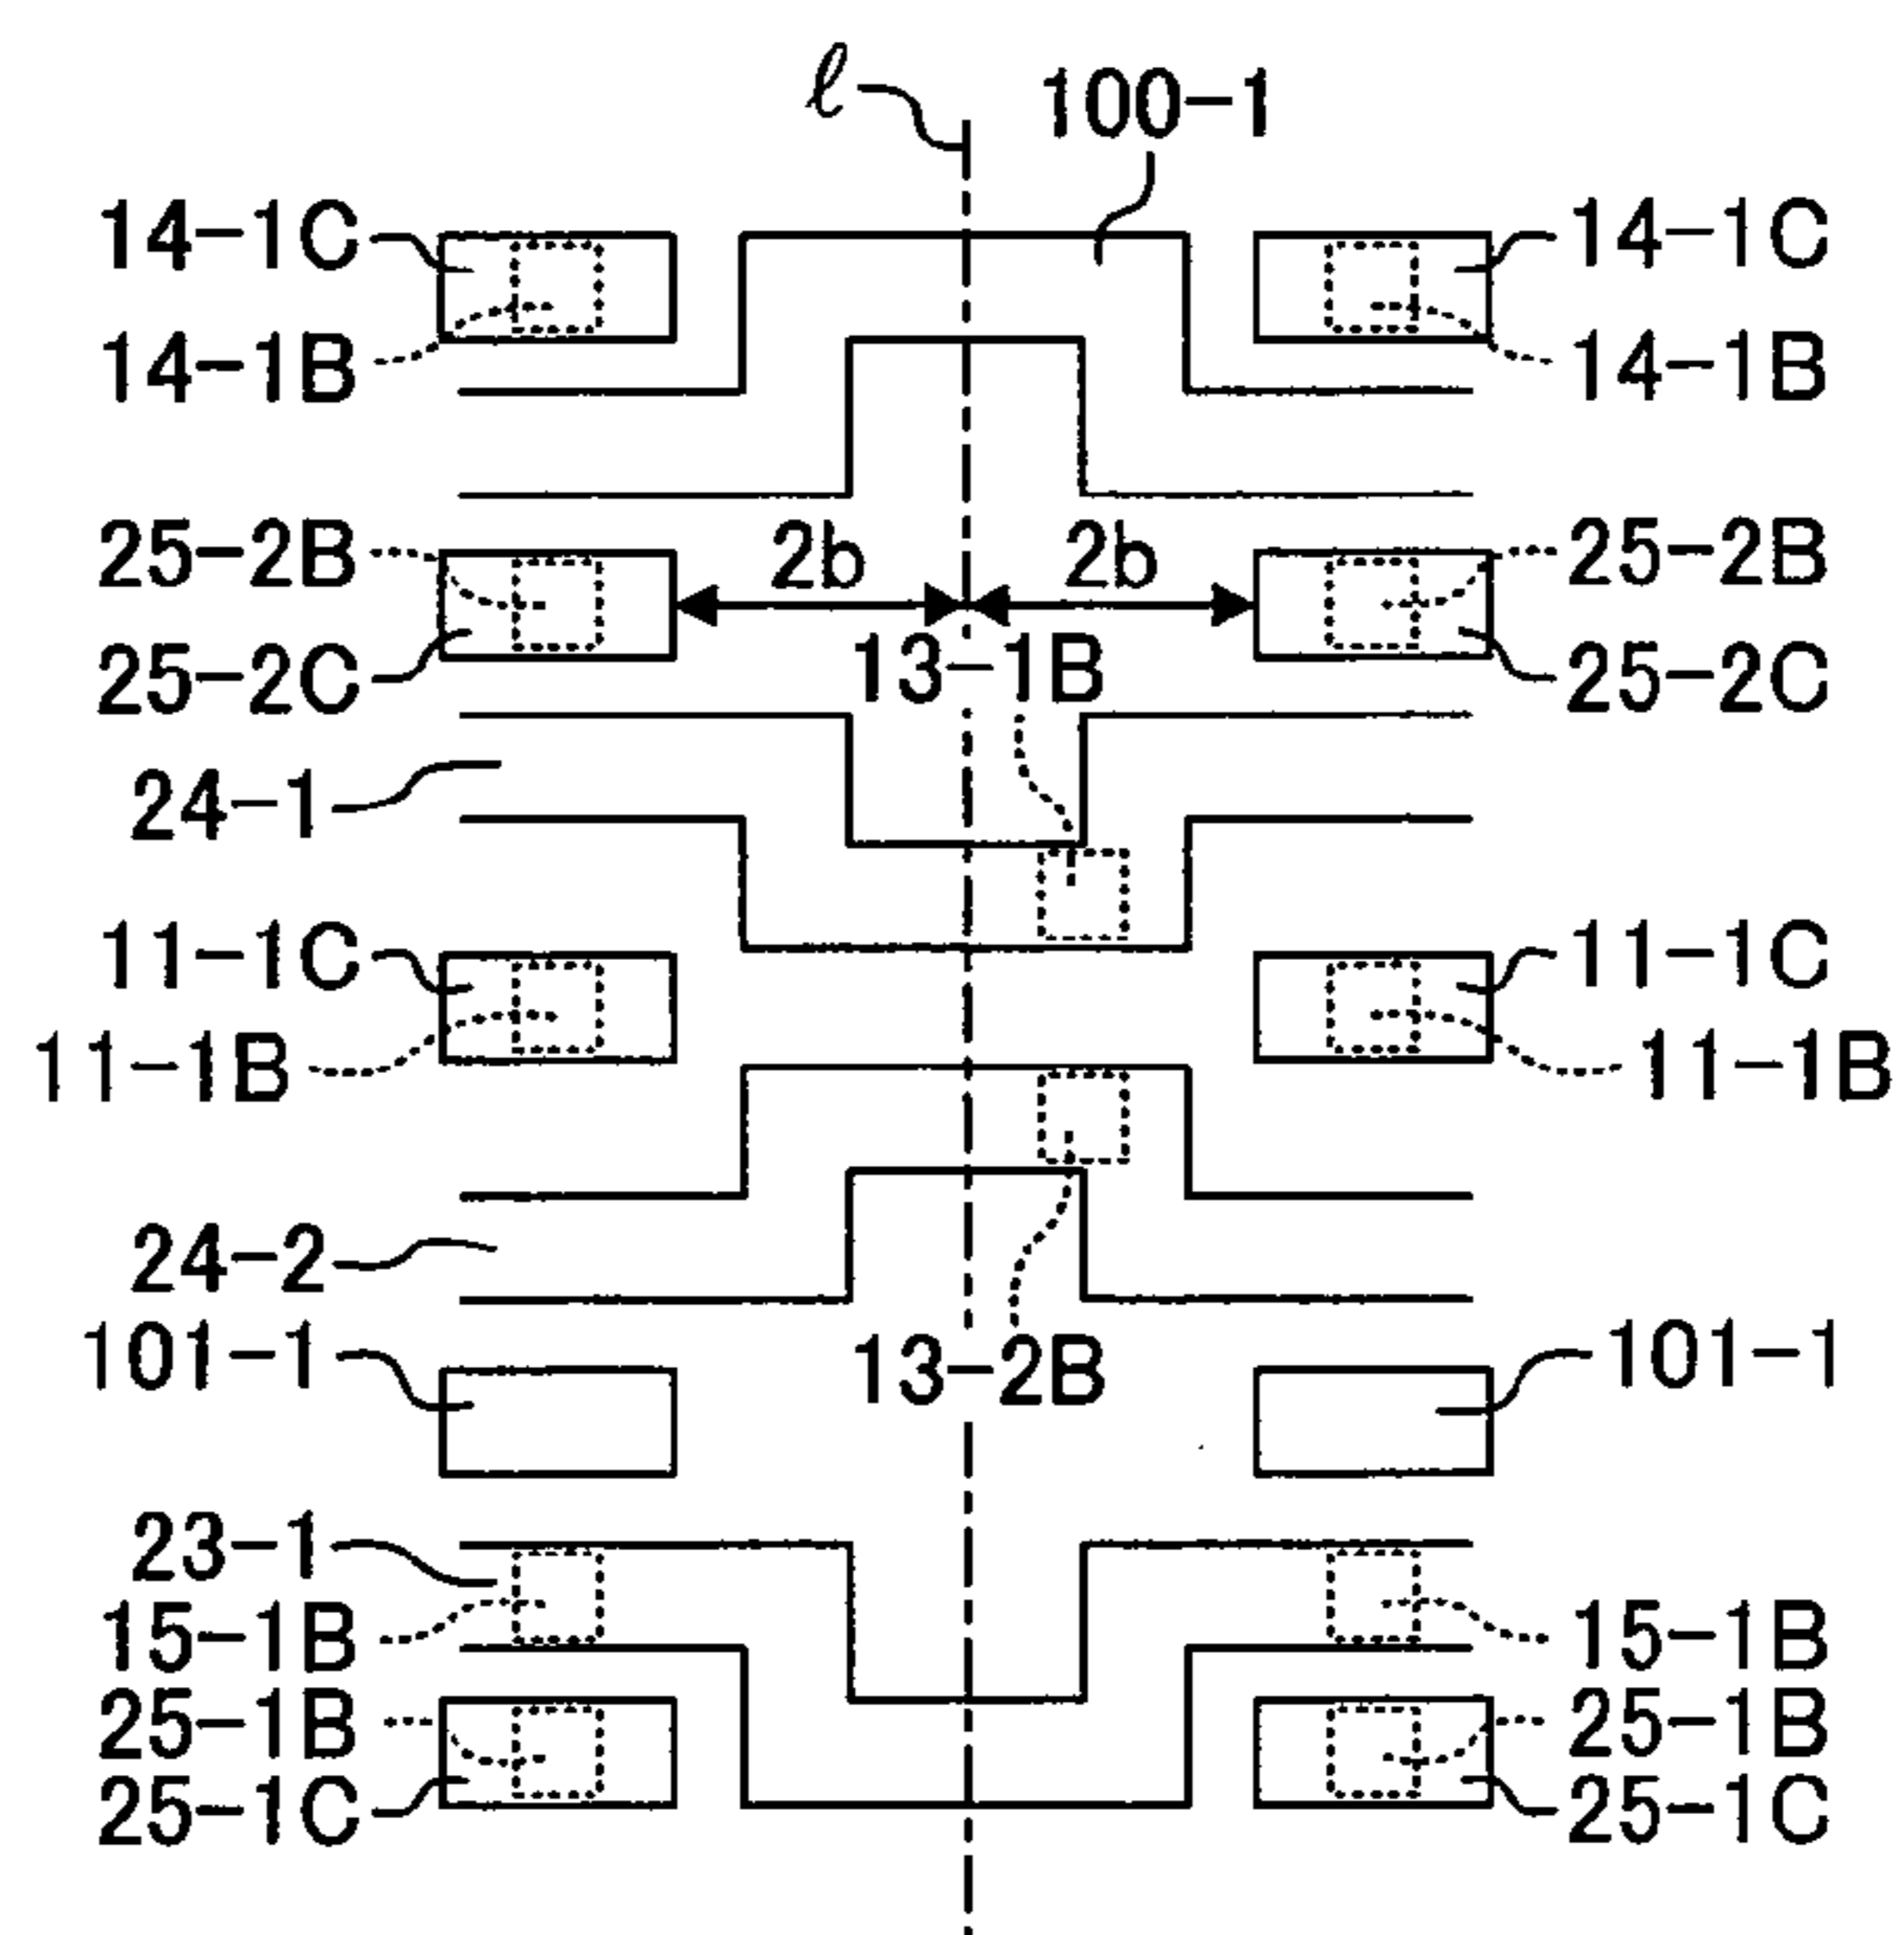 ℓ 100-1
14-1C 14-1C
14-1B 14-1B
25-2B 2b 2b 25-2B
25-2C 13-1B 25-2C
24-1
11-1C 11-1C
11-1B 11-1B
24-2
101-1 13-2B 101-1
23-1
15-1B 15-1B
25-1B 25-1B
25-1C 25-1C